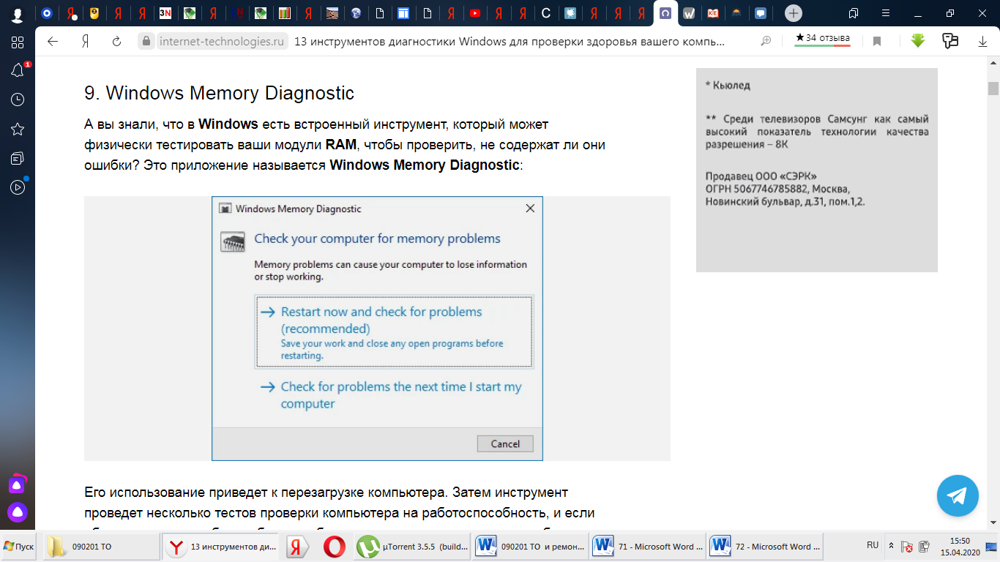 3N
KE
internet-technologies.ru
13 инструментов диагностики Windows для проверки здоровья вашего компь...
34 отзыва
1
9. Windows Memory Diagnostic
А вы знали, что в Windows есть встроенный инструмент, который может
физически тестировать ваши модули RAM, чтобы проверить, не содержат ли они
ошибки? Это приложение называется Windows Memory Diagnostic:
Windows Memory Diagnostic
Check your computer for memory problems
Memory problems can cause your computer to lose information
or stop working.
Restart now and check for problems
(recommended)
Save your work and close any open programs before
restarting.
Check for problems the next time I start my
computer
Cancel
Его использование приведет к перезагрузке компьютера. Затем инструмент
проведет несколько тестов проверки компьютера на работоспособность, и если
* Кьюлед
** Среди телевизоров Самсунг как самый
высокий показатель технологии качества
разрешения – 8К
Продавец ООО «СЭРК»
ОГРН 5067746785882, Москва,
Новинский бульвар, д.31, пом.1,2.
Пуск
090201 ТО
13 инструментов ди...
µTorrent 3.5.5 (build...
090201 ТО и ремон...
71 - Microsoft Word ...
72 - Microsoft Word ...
RU
15:50
15.04.2020